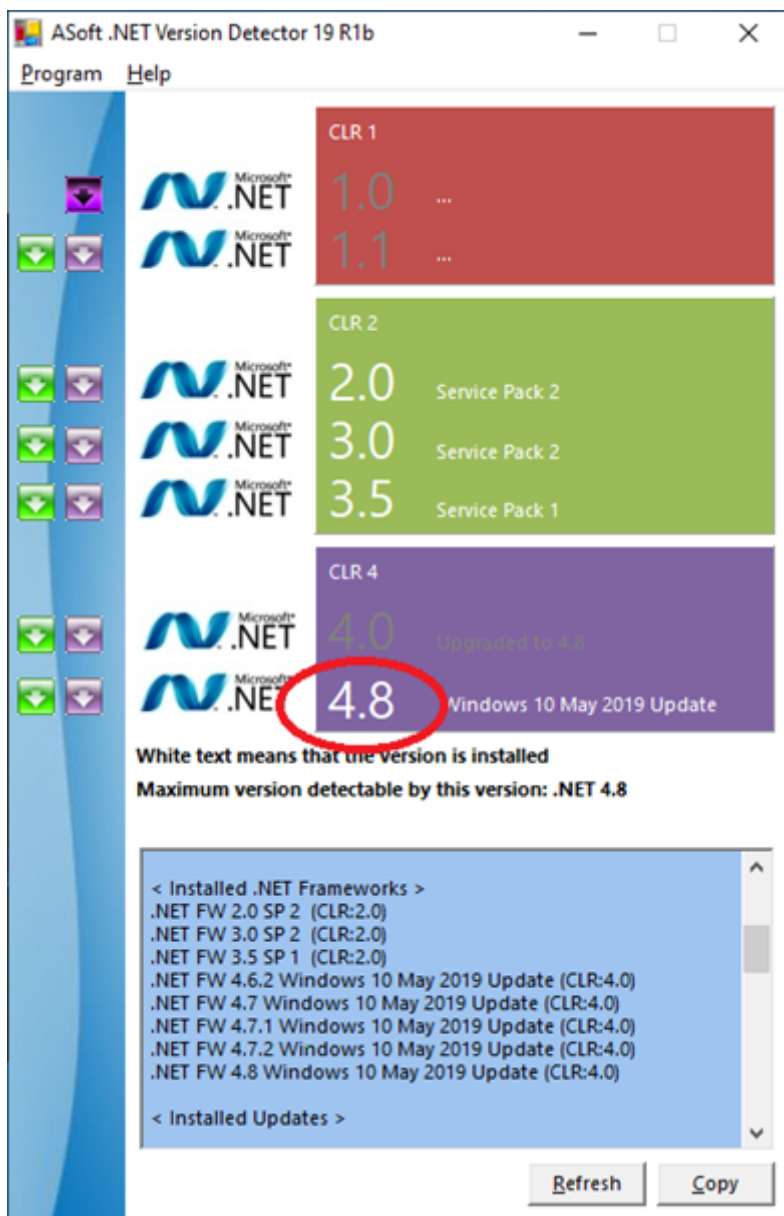 ASoft .NET Version Detector 19 R1b
Program Help
CLR 1
Microsoft® .NET 1.0 ...
Microsoft® .NET 1.1 ...
CLR 2
Microsoft® .NET 2.0 Service Pack 2
Microsoft® .NET 3.0 Service Pack 2
Microsoft® .NET 3.5 Service Pack 1
CLR 4
Microsoft® .NET 4.0 Upgraded to 4.8
Microsoft® .NET 4.8 Windows 10 May 2019 Update
White text means that the version is installed
Maximum version detectable by this version: .NET 4.8
< Installed .NET Frameworks >
.NET FW 2.0 SP 2 (CLR:2.0)
.NET FW 3.0 SP 2 (CLR:2.0)
.NET FW 3.5 SP 1 (CLR:2.0)
.NET FW 4.6.2 Windows 10 May 2019 Update (CLR:4.0)
.NET FW 4.7 Windows 10 May 2019 Update (CLR:4.0)
.NET FW 4.7.1 Windows 10 May 2019 Update (CLR:4.0)
.NET FW 4.7.2 Windows 10 May 2019 Update (CLR:4.0)
.NET FW 4.8 Windows 10 May 2019 Update (CLR:4.0)
< Installed Updates >
Refresh Copy